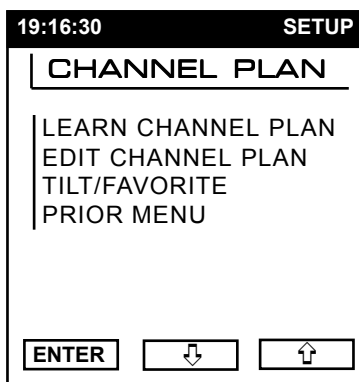 19:16:30 SETUP
CHANNEL PLAN
LEARN CHANNEL PLAN
EDIT CHANNEL PLAN
TILT/FAVORITE
PRIOR MENU
ENTER ⇩ ⇧